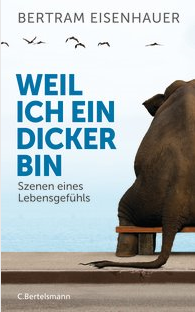 BERTRAM EISENHAUER
WEIL
ICH EIN
DICKER
BIN
Szenen eines
Lebensgefühls
C.Bertelsmann